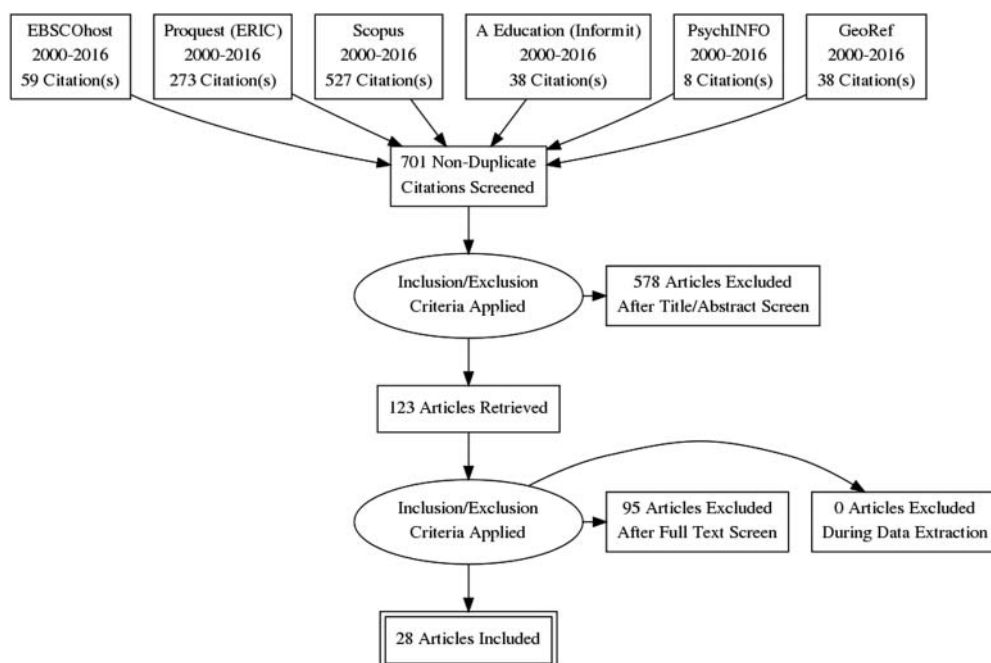 EBSCOhost
2000-2016
59 Citation(s)
Proquest (ERIC)
2000-2016
273 Citation(s)
Scopus
2000-2016
527 Citation(s)
A Education (Informit)
2000-2016
38 Citation(s)
PsychINFO
2000-2016
8 Citation(s)
GeoRef
2000-2016
38 Citation(s)
701 Non-Duplicate
Citations Screened
Inclusion/Exclusion
Criteria Applied
578 Articles Excluded
After Title/Abstract Screen
123 Articles Retrieved
Inclusion/Exclusion
Criteria Applied
95 Articles Excluded
After Full Text Screen
0 Articles Excluded
During Data Extraction
28 Articles Included